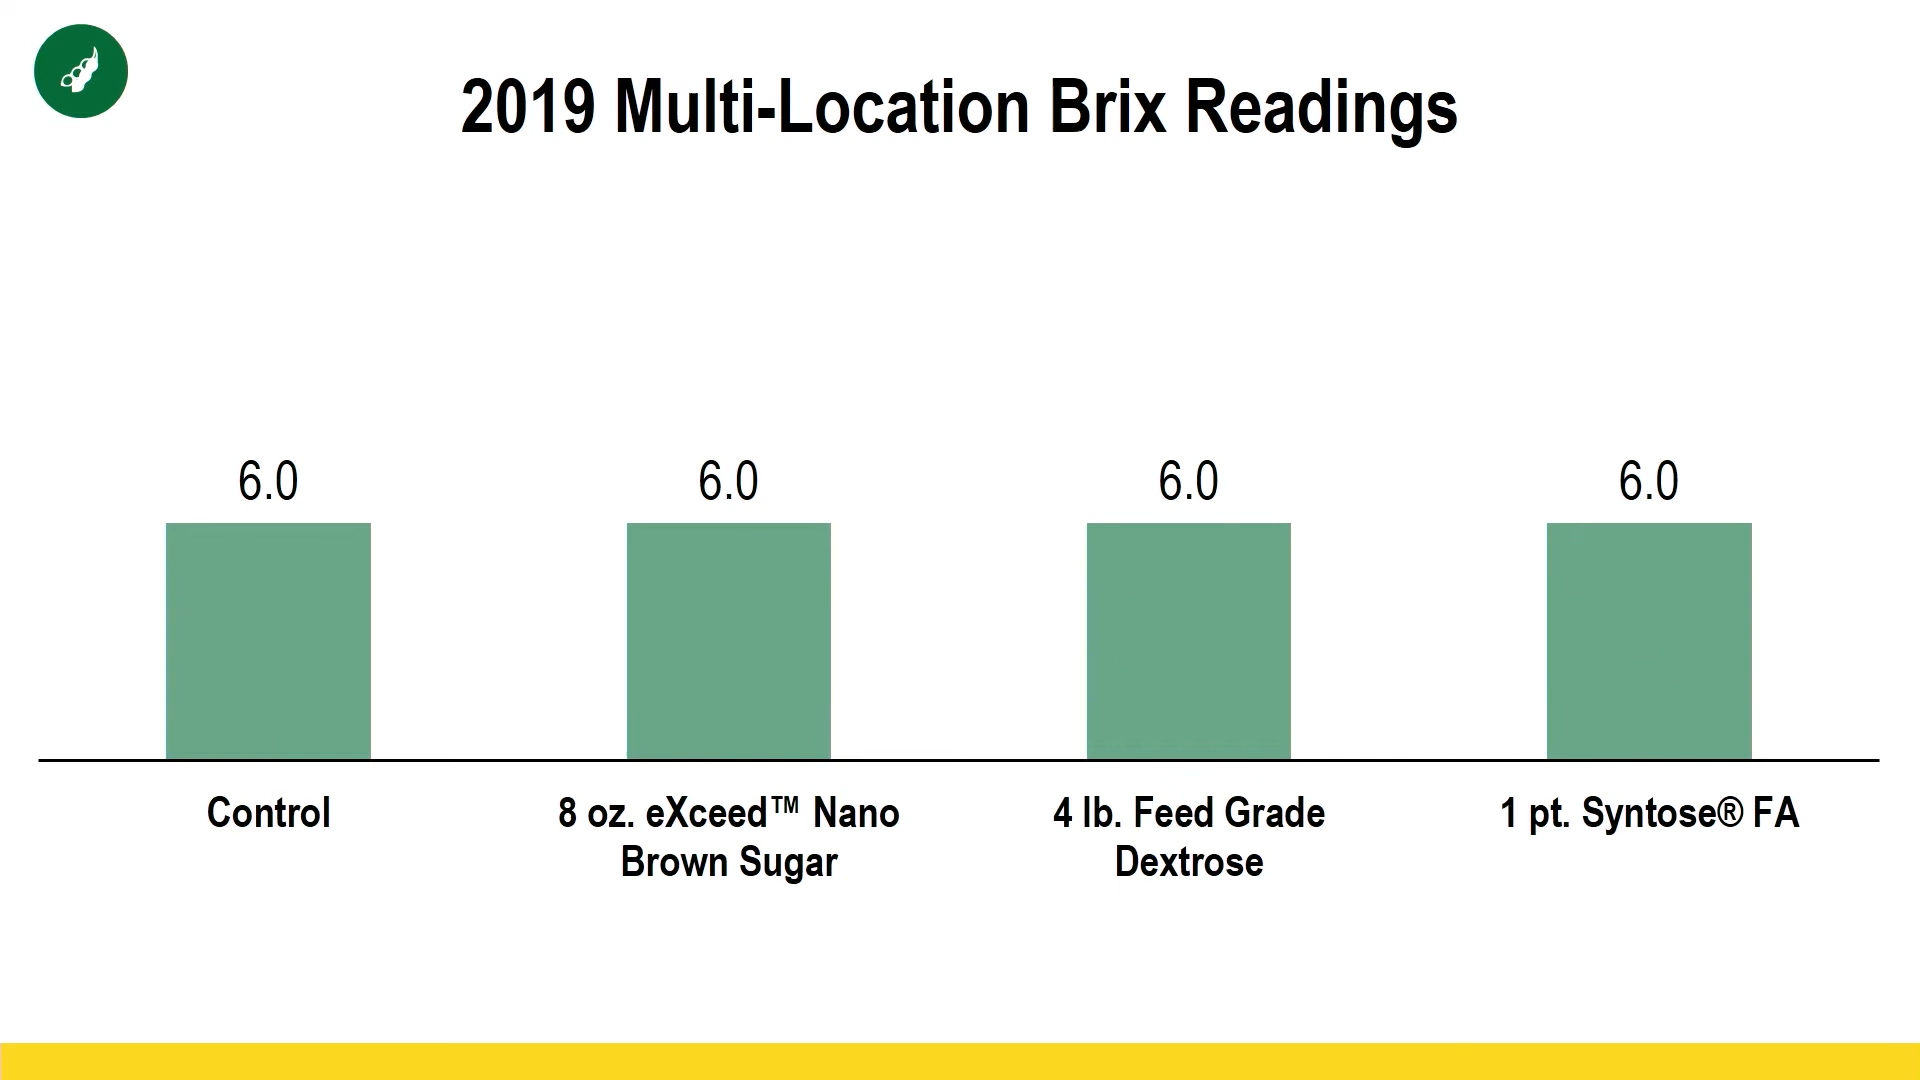 2019 Multi-Location Brix Readings
6.0
6.0
6.0
6.0
Control
8 oz. eXceed™ Nano
Brown Sugar
4 lb. Feed Grade
Dextrose
1 pt. Syntose® FA